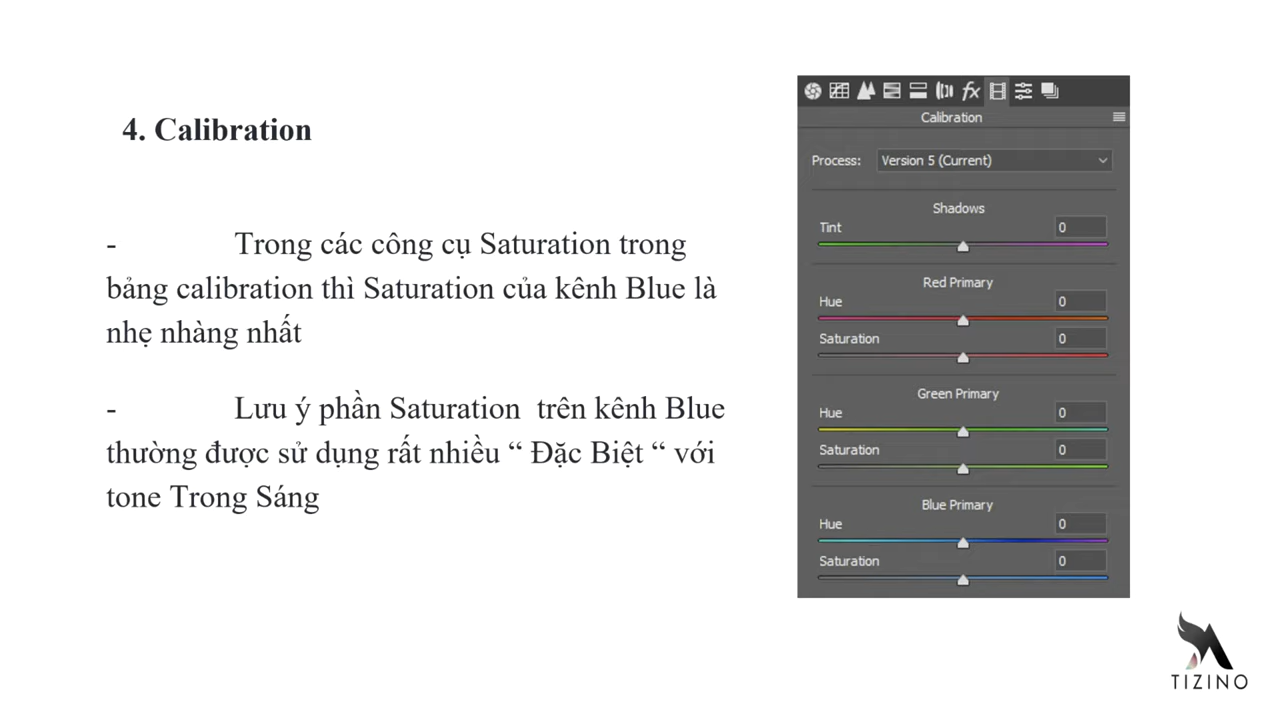 4. Calibration
- Trong các công cụ Saturation trong
bảng calibration thì Saturation của kênh Blue là
nhẹ nhàng nhất
- Lưu ý phần Saturation trên kênh Blue
thường được sử dụng rất nhiều “ Đặc Biệt “ với
tone Trong Sáng
fx
Calibration
Process: Version 5 (Current)
Shadows
Tint 0
Red Primary
Hue 0
Saturation 0
Green Primary
Hue 0
Saturation 0
Blue Primary
Hue 0
Saturation 0
TIZINO